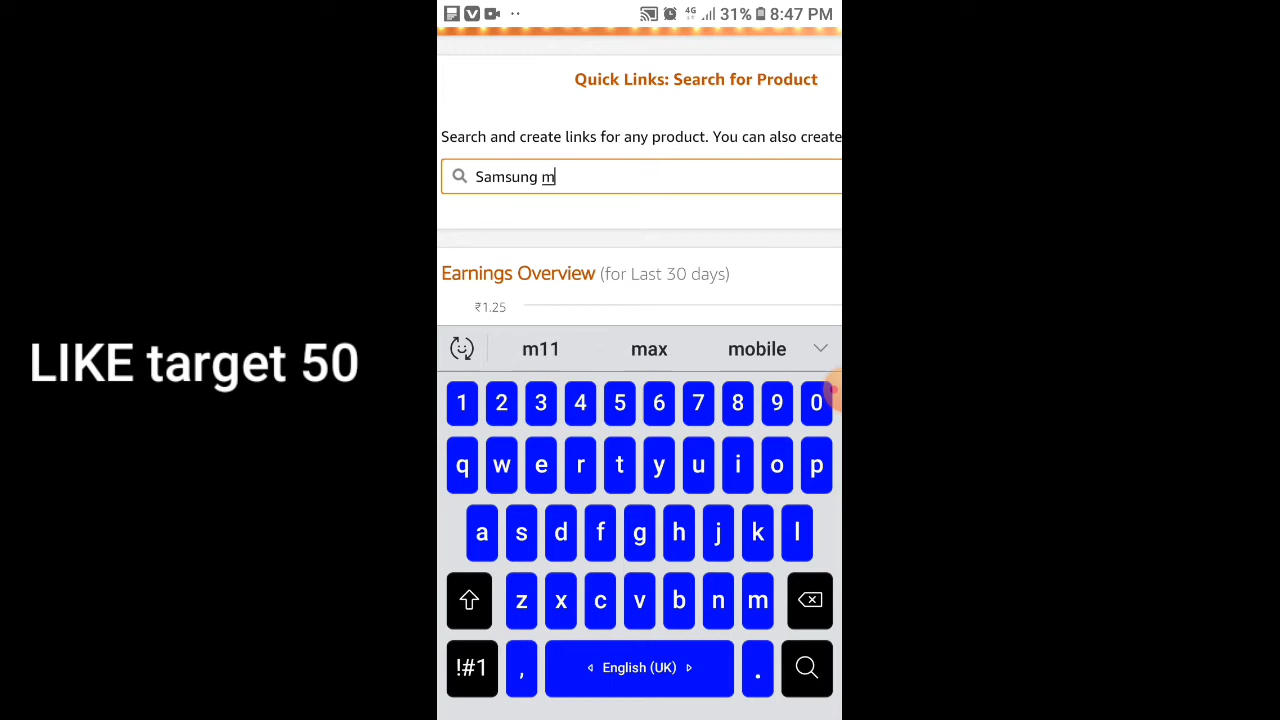 4G 31% 8:47 PM
Quick Links: Search for Product
Search and create links for any product. You can also create
Samsung m
Earnings Overview (for Last 30 days)
₹1.25
LIKE target 50
m11 max mobile
1 2 3 4 5 6 7 8 9 0
q w e r t y u i o p
a s d f g h j k l
z x c v b n m
!#1 , English (UK) .